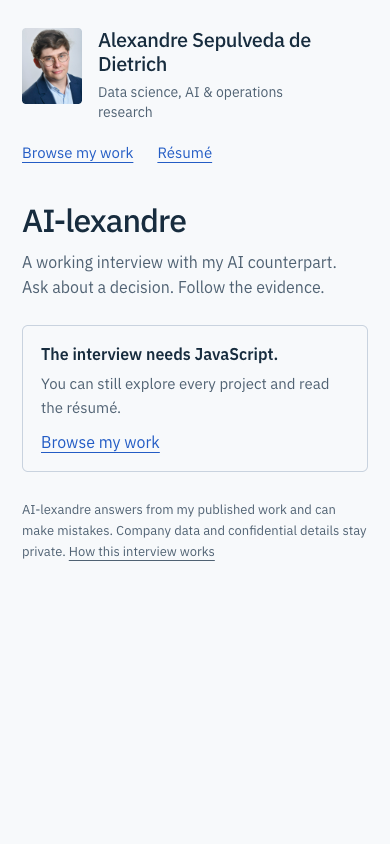 Alexandre Sepulveda de
Dietrich
Data science, AI & operations
research
Browse my work
Résumé
AI-lexandre
A working interview with my AI counterpart.
Ask about a decision. Follow the evidence.
The interview needs JavaScript.
You can still explore every project and read
the résumé.
Browse my work
AI-lexandre answers from my published work and can
make mistakes. Company data and confidential details stay
private. How this interview works